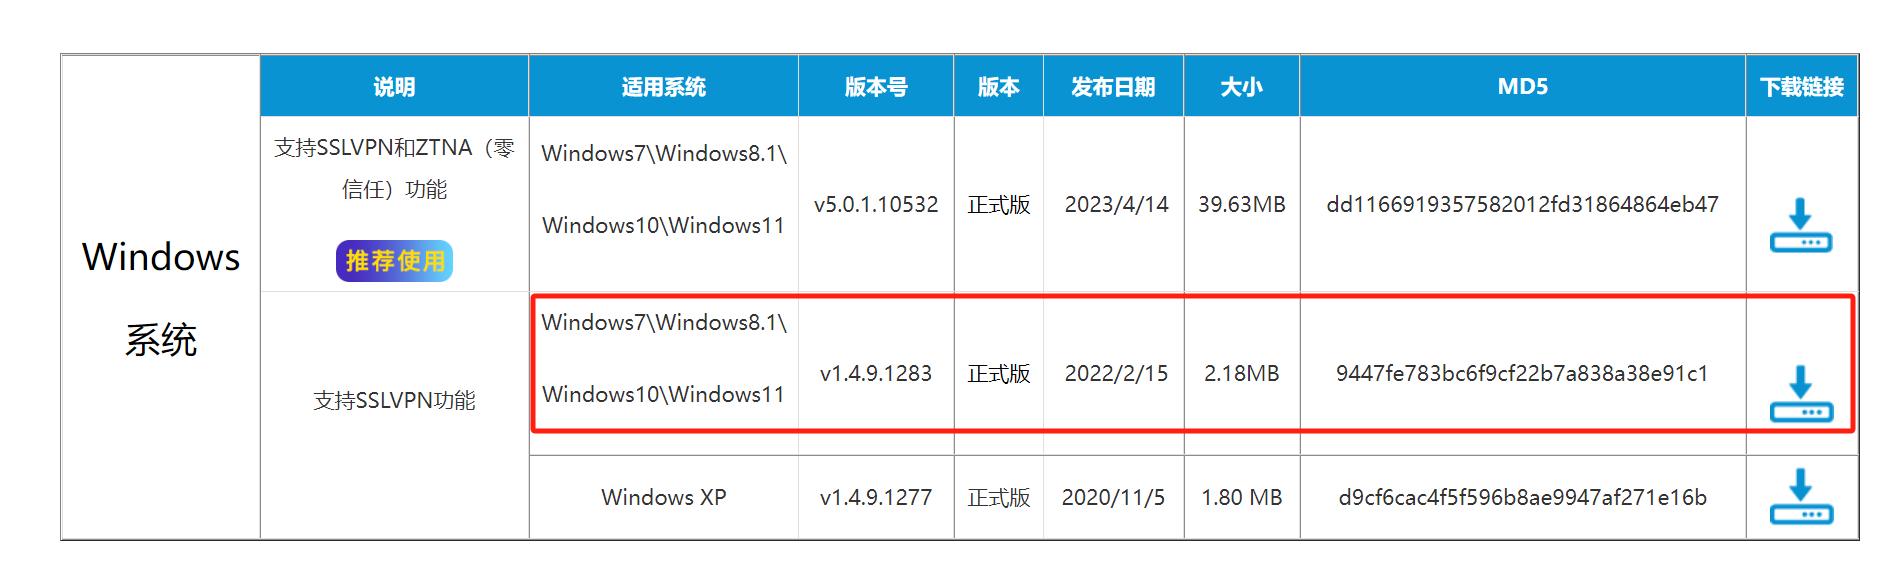 说明 适用系统 版本号 版本 发布日期 大小 MD5 下载链接
Windows
系统
支持SSLVPN和ZTNA（零
信任）功能
推荐使用
Windows7\Windows8.1\
Windows10\Windows11
v5.0.1.10532 正式版 2023/4/14 39.63MB dd1166919357582012fd31864864eb47
支持SSLVPN功能
Windows7\Windows8.1\
Windows10\Windows11
v1.4.9.1283 正式版 2022/2/15 2.18MB 9447fe783bc6f9cf22b7a838a38e91c1
Windows XP v1.4.9.1277 正式版 2020/11/5 1.80 MB d9cf6cac4f5f596b8ae9947af271e16b